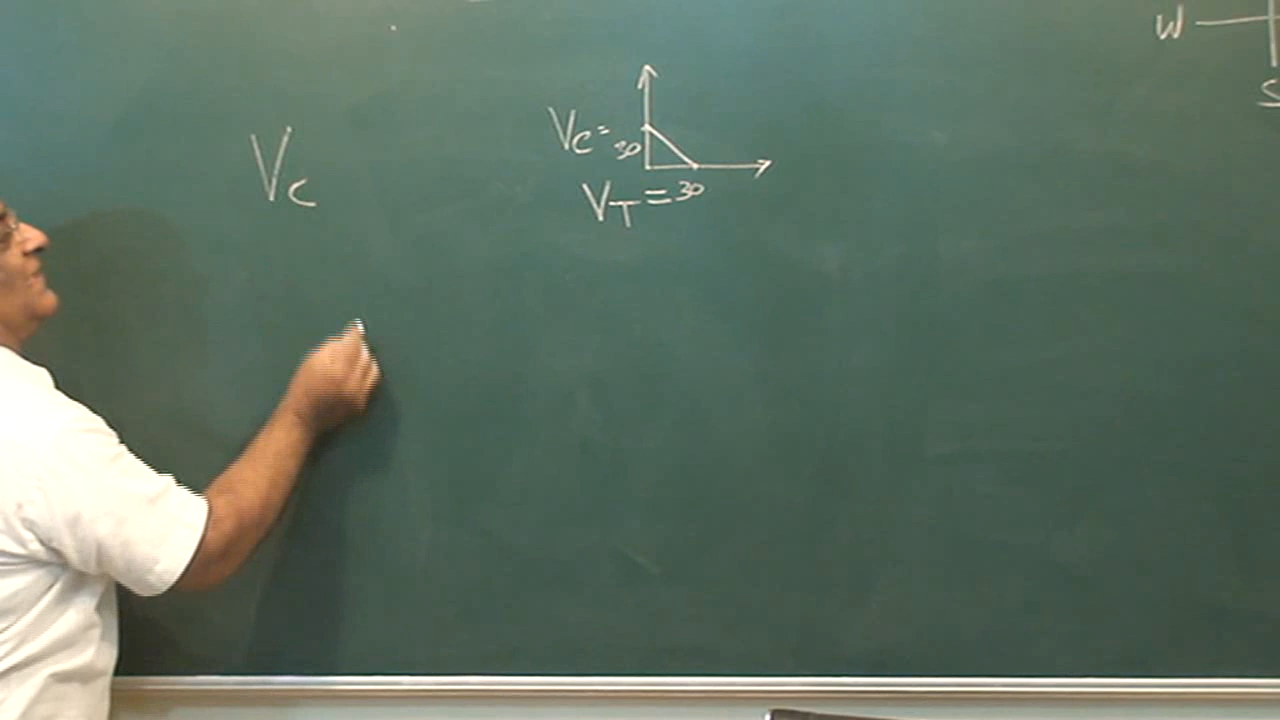 W
S
Vc
Vc = 30
VT = 30